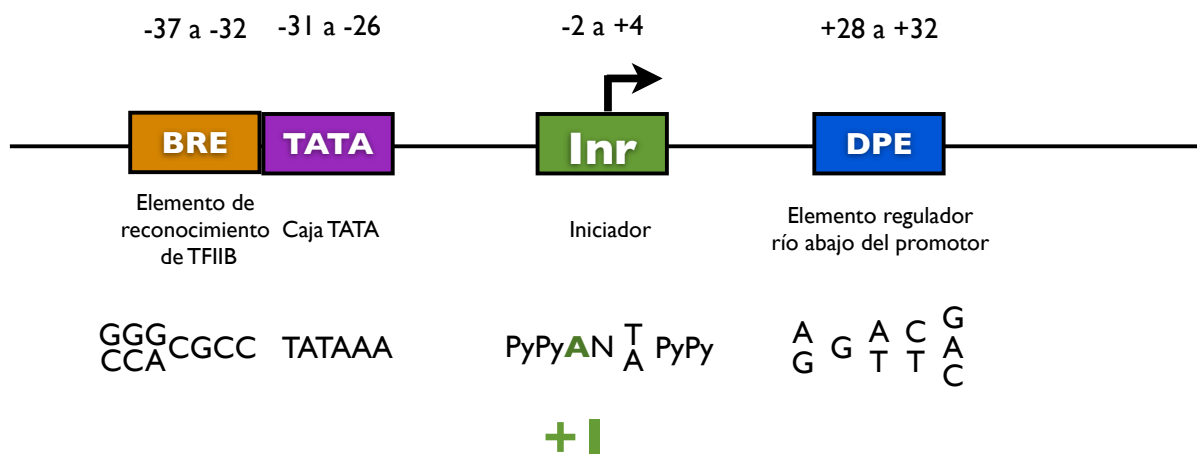 -37 a -32 -31 a -26 -2 a +4 +28 a +32
BRE TATA Inr DPE
Elemento de
reconocimiento
de TFIIB
Caja TATA
Iniciador
Elemento regulador
río abajo del promotor
GGG
CCA
CGCC
TATAAA
PyPyAN
T
A
PyPy
A
G
G
A
T
C
T
G
A
C
+1